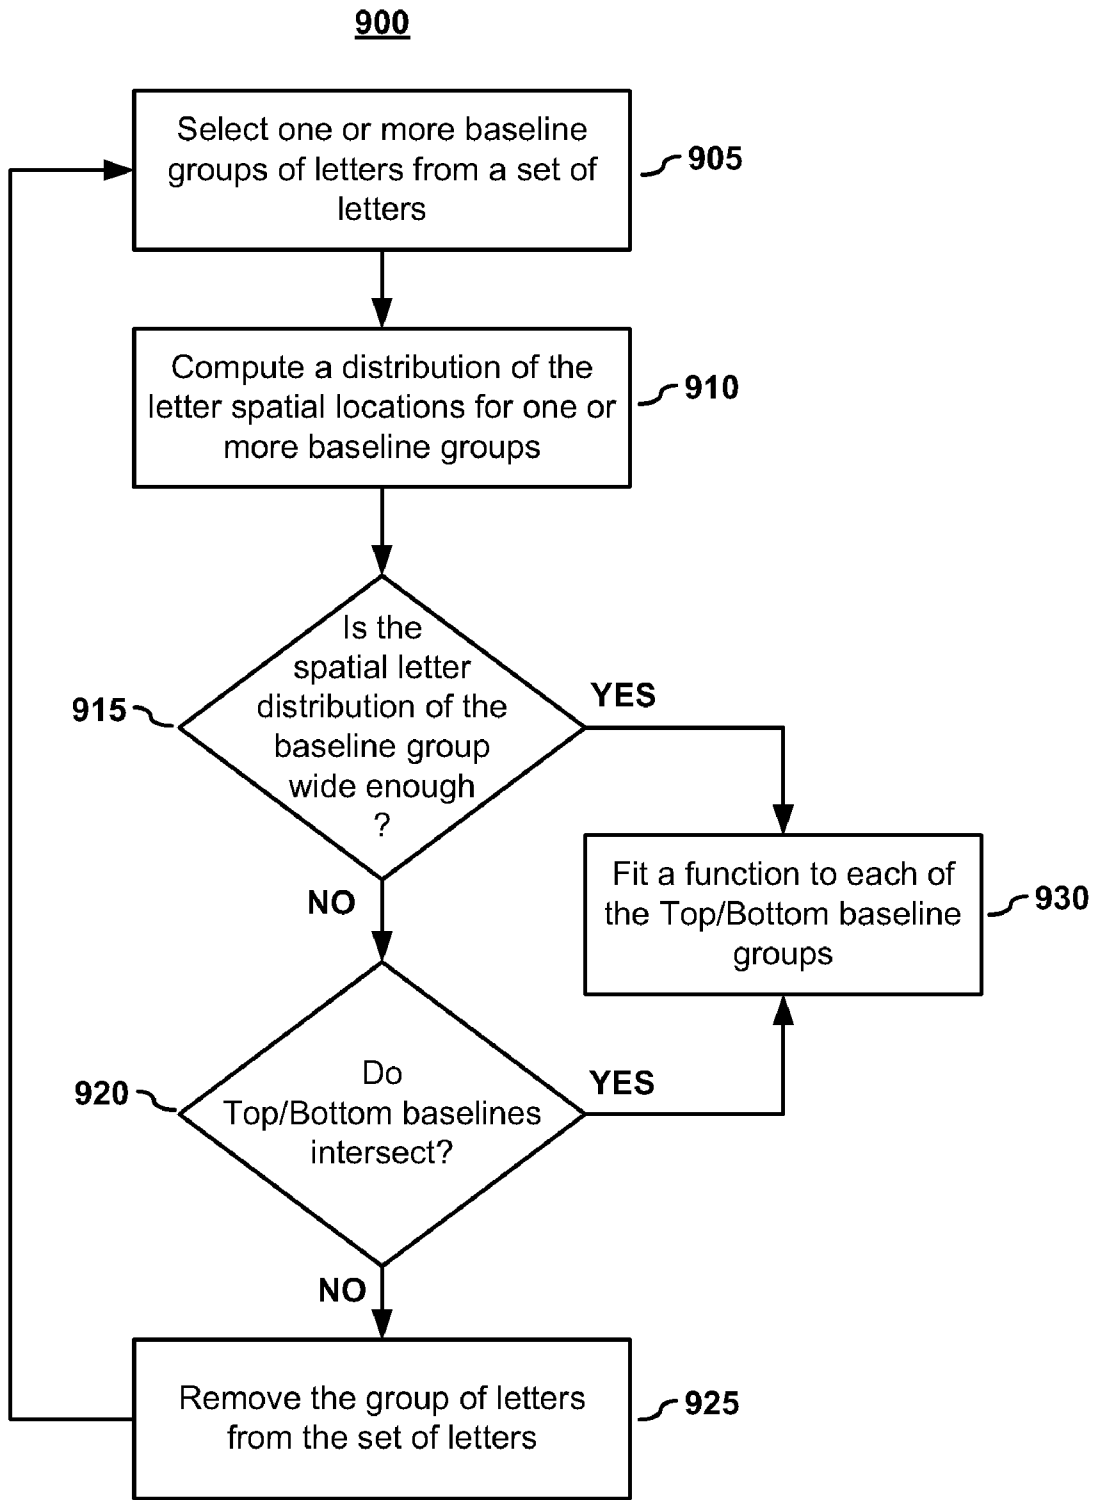 900
Select one or more baseline
groups of letters from a set of
letters
905
Compute a distribution of the
letter spatial locations for one or
more baseline groups
910
Is the
spatial letter
distribution of the
baseline group
wide enough
?
915
YES
NO
Fit a function to each of
the Top/Bottom baseline
groups
930
Do
Top/Bottom baselines
intersect?
920
YES
NO
Remove the group of letters
from the set of letters
925